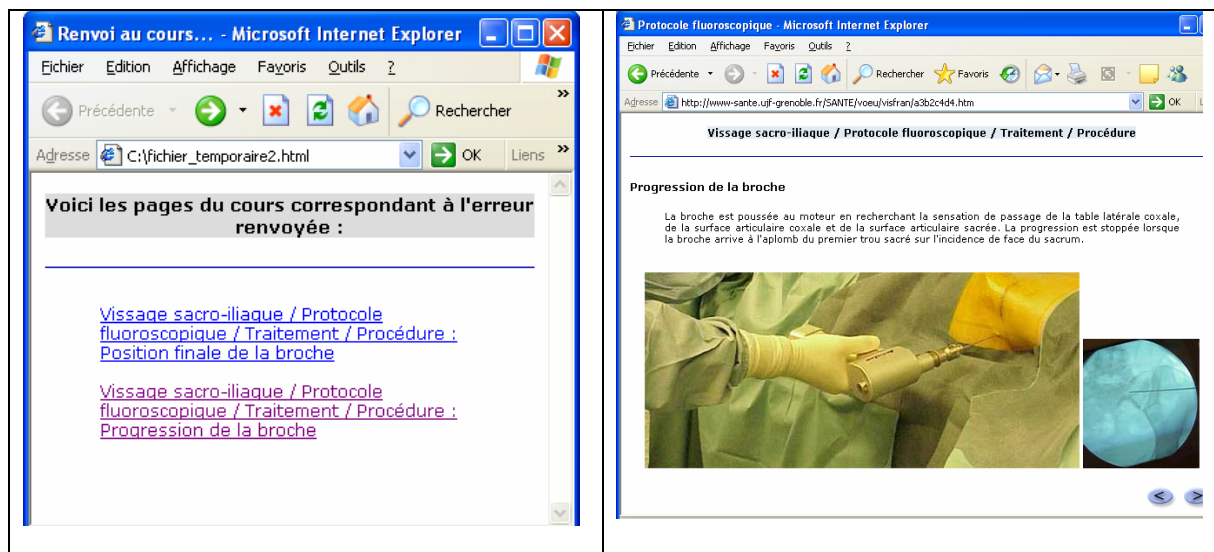 Renvoi au cours... - Microsoft Internet Explorer
Fichier Edition Affichage Favoris Outils ?
Précédente Rechercher »
Adresse C:\fichier_temporaire2.html OK Liens »
Voici les pages du cours correspondant à l'erreur
renvoyée :
Vissage sacro-iliaque / Protocole
fluoroscopique / Traitement / Procédure :
Position finale de la broche
Vissage sacro-iliaque / Protocole
fluoroscopique / Traitement / Procédure :
Progression de la broche
Protocole fluoroscopique - Microsoft Internet Explorer
Fichier Edition Affichage Favoris Outils ?
Précédente Rechercher Favoris
Adresse http://www-sante.ujf-grenoble.fr/SANTE/voeu/visfran/a3b2c4d4.htm OK L
Vissage sacro-iliaque / Protocole fluoroscopique / Traitement / Procédure
Progression de la broche
La broche est poussée au moteur en recherchant la sensation de passage de la table latérale coxale,
de la surface articulaire coxale et de la surface articulaire sacrée. La progression est stoppée lorsque
la broche arrive à l'aplomb du premier trou sacré sur l'incidence de face du sacrum.
< >